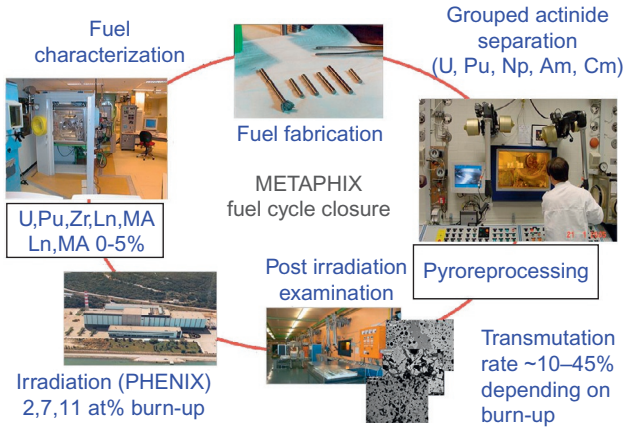 Fuel
characterization
Grouped actinide
separation
(U, Pu, Np, Am, Cm)
Fuel fabrication
METAPHIX
fuel cycle closure
U,Pu,Zr,Ln,MA
Ln,MA 0-5%
Post irradiation
examination
Pyroreprocessing
Irradiation (PHENIX)
2,7,11 at% burn-up
Transmutation
rate ~10–45%
depending on
burn-up